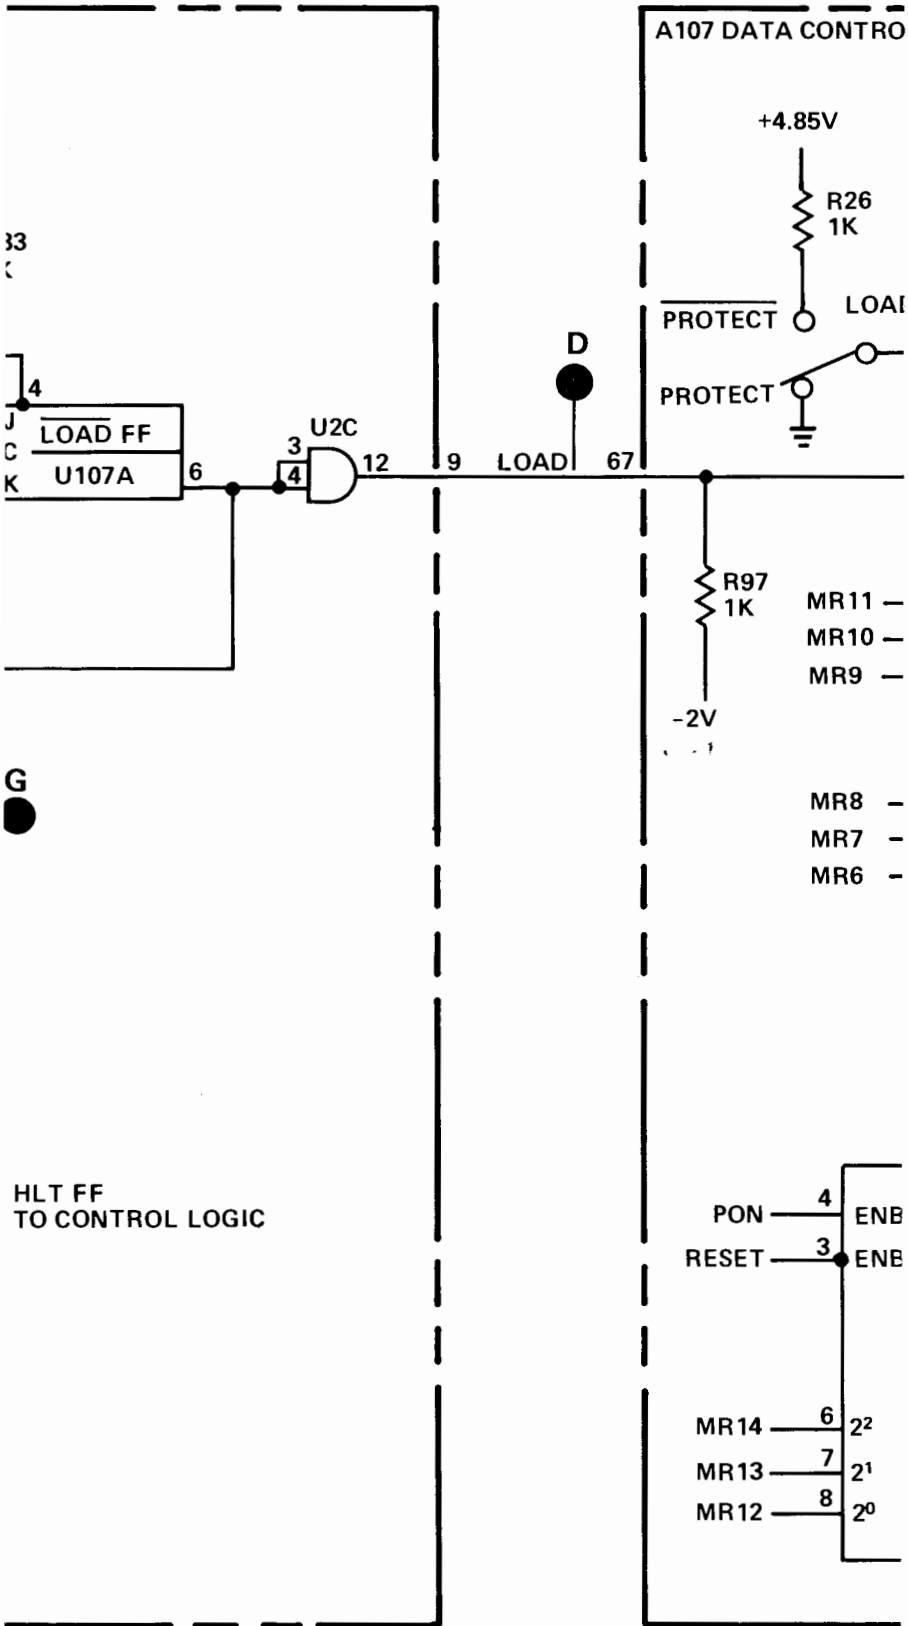 A107 DATA CONTRO
+4.85V
R26
1K
33
K
PROTECT
LOAD
D
PROTECT
4
J
LOAD FF
U2C
C
3
12
9
LOAD
67
K
U107A
6
4
R97
1K
MR11
MR10
MR9
-2V
G
MR8
MR7
MR6
HLT FF
TO CONTROL LOGIC
PON
4
ENB
RESET
3
ENB
MR14
6
2²
MR13
7
2¹
MR12
8
2⁰